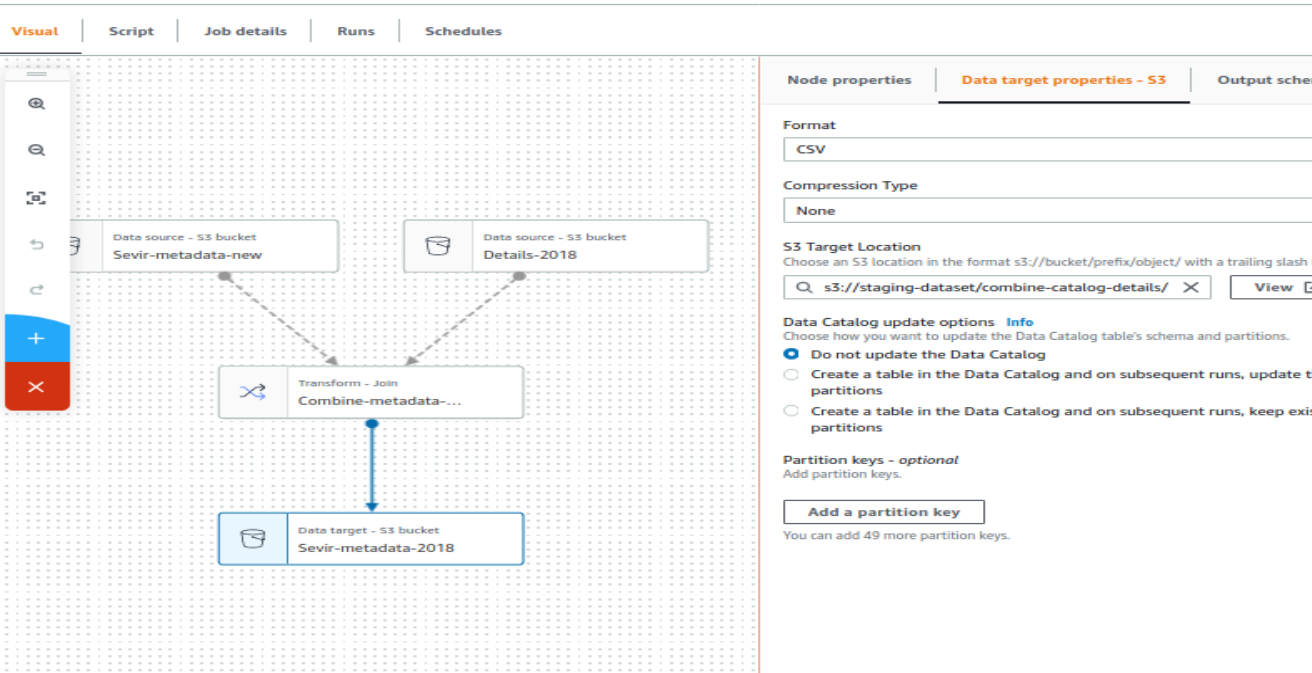 Visual
Script
Job details
Runs
Schedules
Node properties
Data target properties - S3
Output
Format
CSV
Compression Type
None
S3 Target Location
Choose an S3 location in the format s3://bucket/prefix/object/ with a trailing slash
s3://staging-dataset/combine-catalog-details/
View
Data Catalog update options Info
Choose how you want to update the Data Catalog table's schema and partitions.
Do not update the Data Catalog
Create a table in the Data Catalog and on subsequent runs, update
partitions
Create a table in the Data Catalog and on subsequent runs, keep
partitions
Partition keys - optional
Add partition keys.
Add a partition key
You can add 49 more partition keys.
Data source - S3 bucket
Sevir-metadata-new
Data source - S3 bucket
Details-2018
Transform - Join
Combine-metadata-...
Data target - S3 bucket
Sevir-metadata-2018